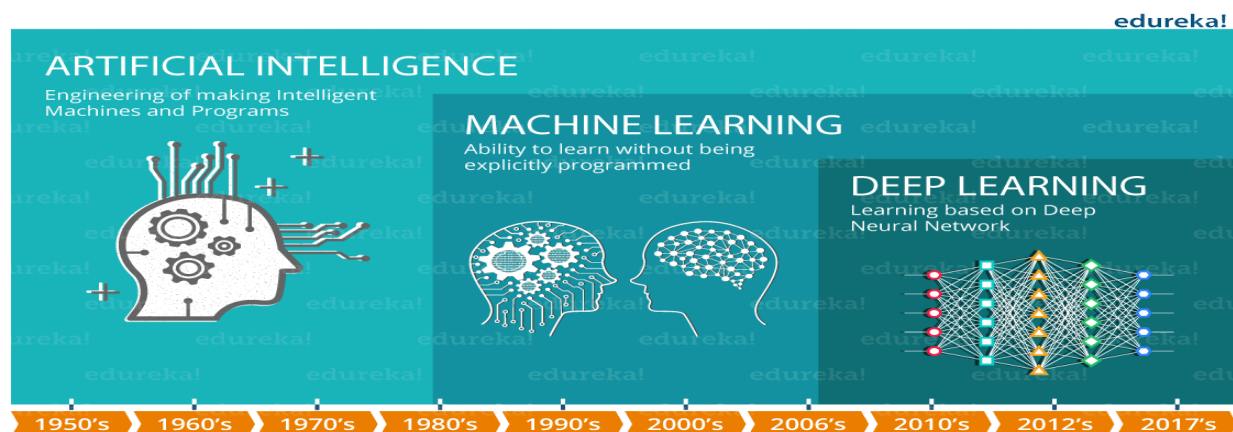 edureka!
ARTIFICIAL INTELLIGENCE
Engineering of making Intelligent
Machines and Programs
MACHINE LEARNING
Ability to learn without being
explicitly programmed
DEEP LEARNING
Learning based on Deep
Neural Network
1950's 1960's 1970's 1980's 1990's 2000's 2006's 2010's 2012's 2017's